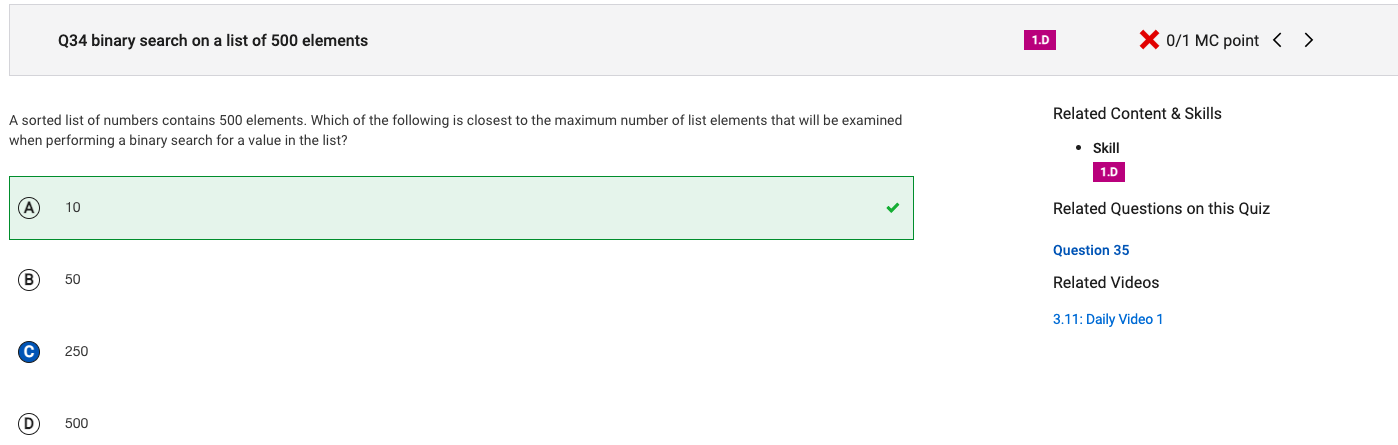 Q34 binary search on a list of 500 elements
1.D
0/1 MC point
A sorted list of numbers contains 500 elements. Which of the following is closest to the maximum number of list elements that will be examined
when performing a binary search for a value in the list?
A 10
B 50
C 250
D 500
Related Content & Skills
Skill
1.D
Related Questions on this Quiz
Question 35
Related Videos
3.11: Daily Video 1